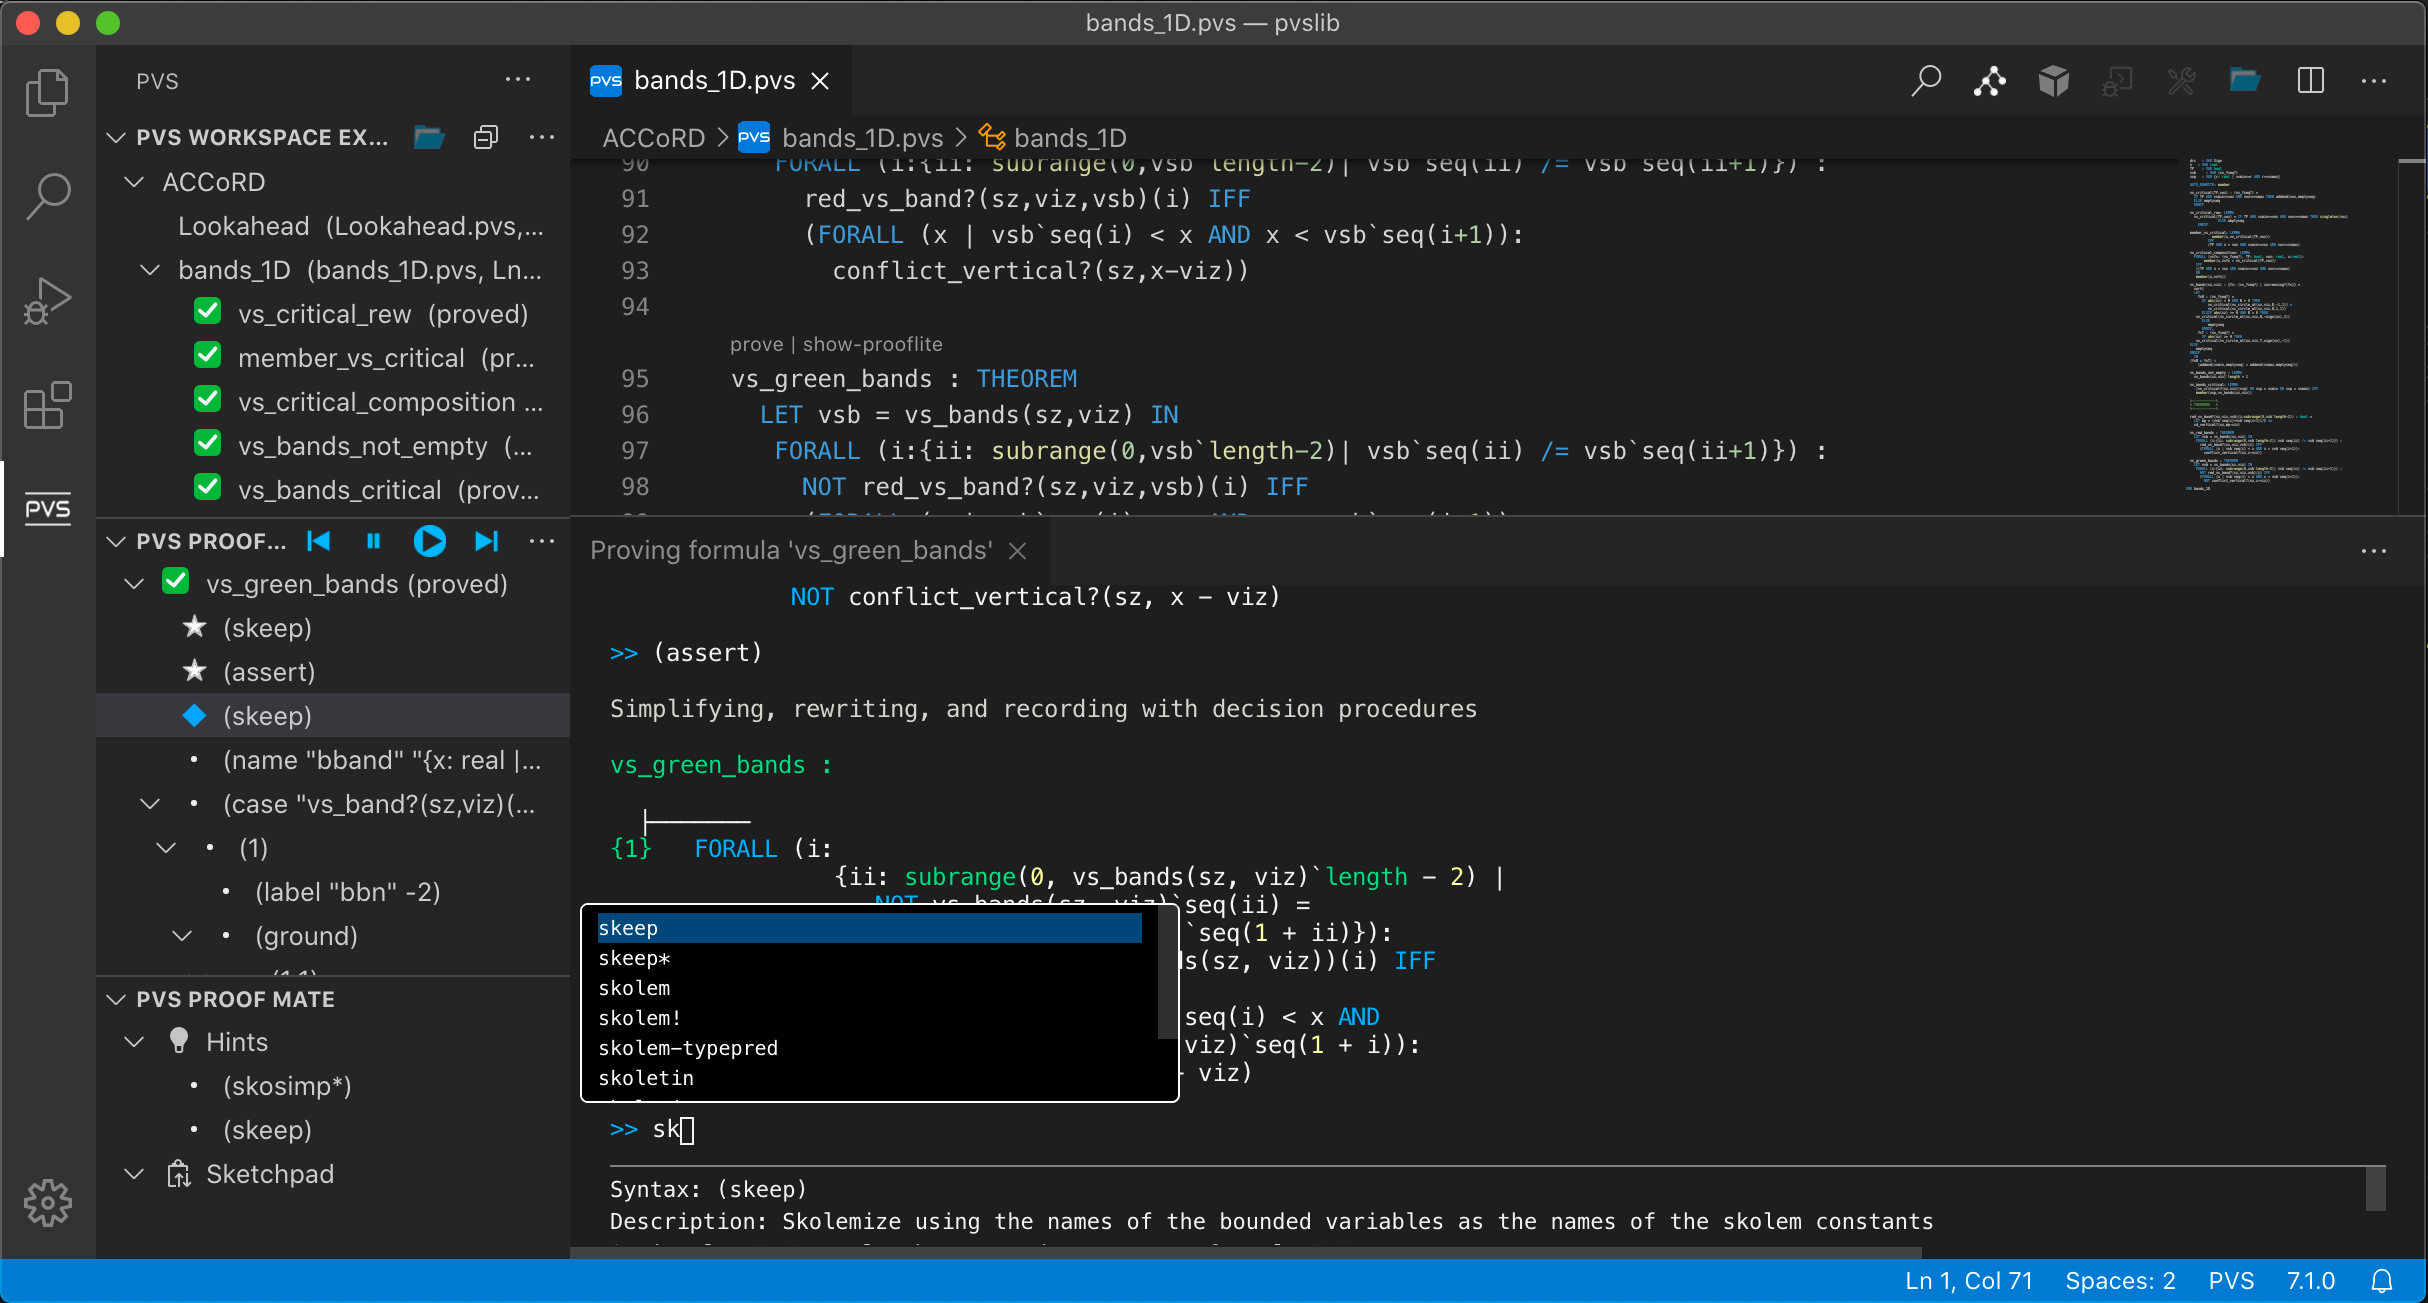 bands_1D.pvs — pvslib
PVS
PVS WORKSPACE EX...
ACCoRD
Lookahead (Lookahead.pvs,...
bands_1D (bands_1D.pvs, Ln...
vs_critical_rew (proved)
member_vs_critical (pr...
vs_critical_composition ...
vs_bands_not_empty (...
vs_bands_critical (prov...
PVS
PVS PROOF...
vs_green_bands (proved)
(skeep)
(assert)
(skeep)
(name "bband" "{x: real |...
(case "vs_band?(sz,viz)(...
(1)
(label "bbn" -2)
(ground)
PVS PROOF MATE
Hints
(skosimp*)
(skeep)
Sketchpad
PVS bands_1D.pvs
ACCoRD > PVS bands_1D.pvs > bands_1D
90 FORALL (i:{ii: subrange(0,vsb`length-2)| vsb`seq(ii) /= vsb`seq(ii+1)}) :
91 red_vs_band?(sz,viz,vsb)(i) IFF
92 (FORALL (x | vsb`seq(i) < x AND x < vsb`seq(i+1)):
93 conflict_vertical?(sz,x-viz))
94
prove | show-prooflite
95 vs_green_bands : THEOREM
96 LET vsb = vs_bands(sz,viz) IN
97 FORALL (i:{ii: subrange(0,vsb`length-2)| vsb`seq(ii) /= vsb`seq(ii+1)}) :
98 NOT red_vs_band?(sz,viz,vsb)(i) IFF
Proving formula 'vs_green_bands'
NOT conflict_vertical?(sz, x - viz)
>> (assert)
Simplifying, rewriting, and recording with decision procedures
vs_green_bands :
{1} FORALL (i:
{ii: subrange(0, vs_bands(sz, viz)`length - 2) |
NOT vs_bands(sz, viz)`seq(ii) =
`seq(1 + ii)}):
(sz, viz))(i) IFF
seq(i) < x AND
viz)`seq(1 + i)):
- viz)
skeep
skeep*
skolem
skolem!
skolem-typepred
skoletin
>> sk
Syntax: (skeep)
Description: Skolemize using the names of the bounded variables as the names of the skolem constants
Ln 1, Col 71 Spaces: 2 PVS 7.1.0